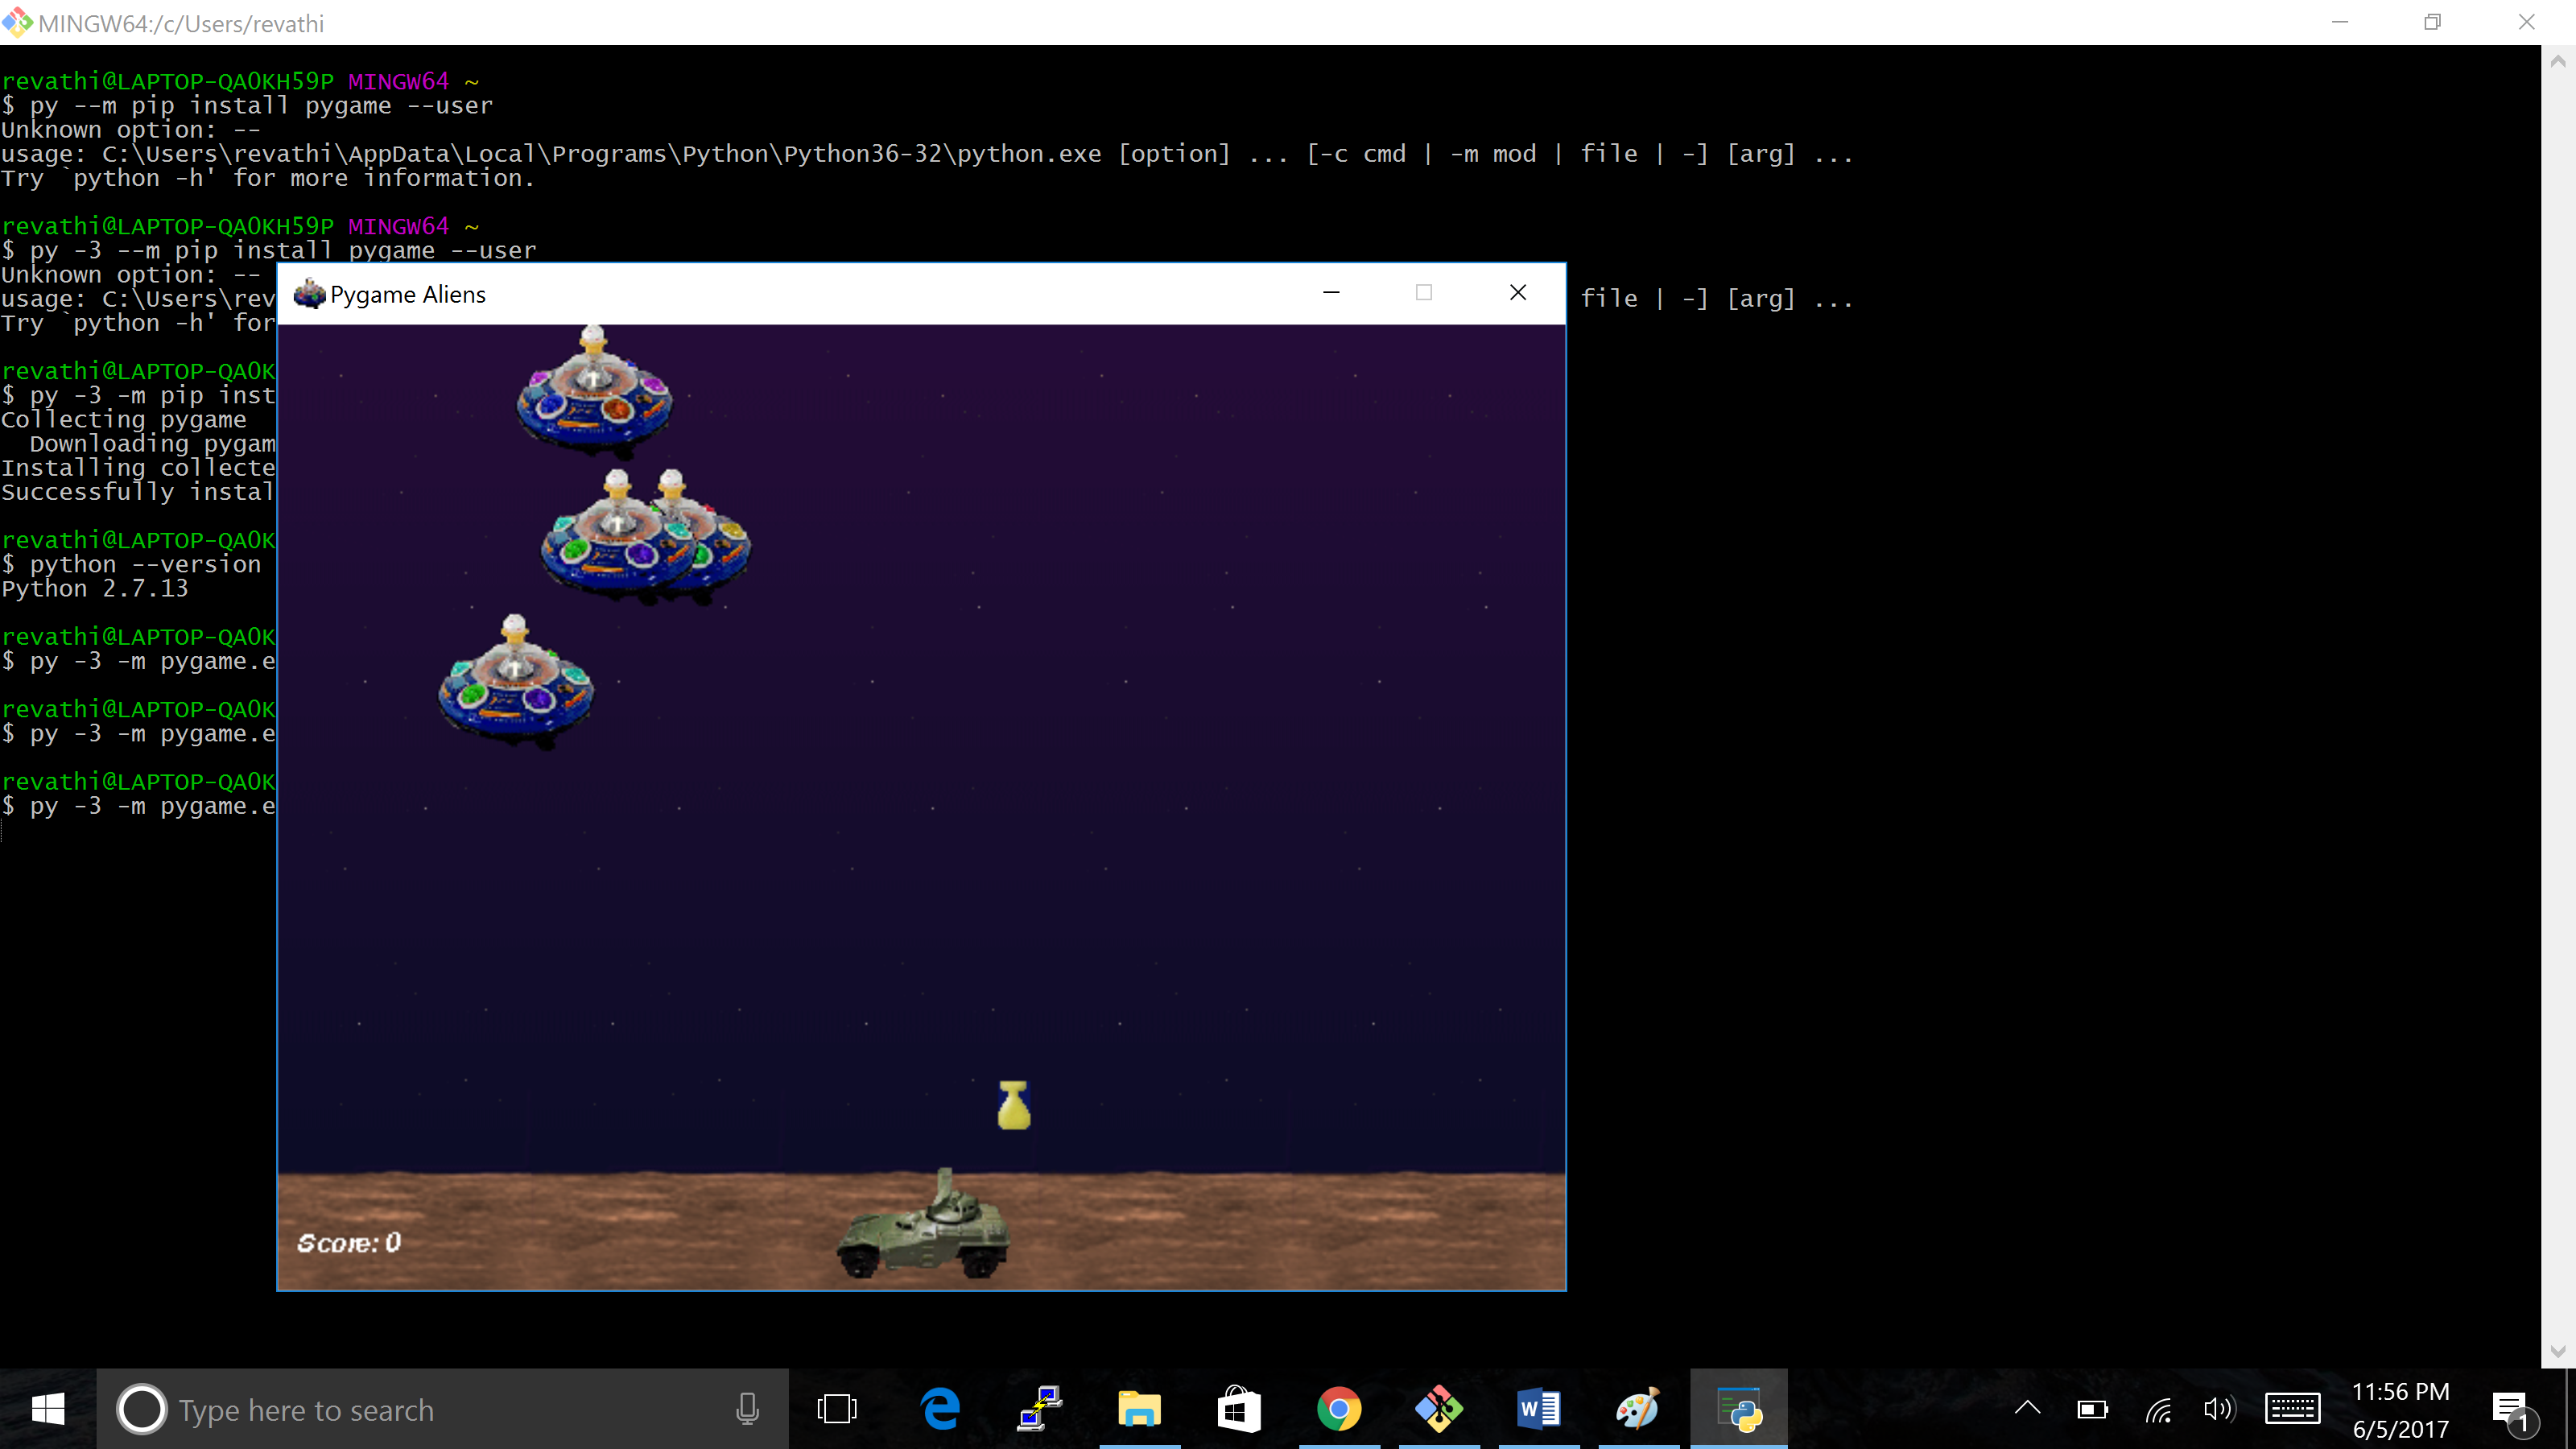 MINGW64:/c/Users/revathi
revathi@LAPTOP-QA0KH59P MINGW64 ~
$ py --m pip install pygame --user
Unknown option: --
usage: C:\Users\revathi\AppData\Local\Programs\Python\Python36-32\python.exe [option] ... [-c cmd | -m mod | file | -] [arg] ...
Try `python -h' for more information.
revathi@LAPTOP-QA0KH59P MINGW64 ~
$ py -3 --m pip install pygame --user
Unknown option: --
usage: C:\Users\rev
file | -] [arg] ...
Try `python -h' for
revathi@LAPTOP-QA0K
$ py -3 -m pip inst
Collecting pygame
Downloading pygam
Installing collecte
Successfully instal
revathi@LAPTOP-QA0K
$ python --version
Python 2.7.13
revathi@LAPTOP-QA0K
$ py -3 -m pygame.e
revathi@LAPTOP-QA0K
$ py -3 -m pygame.e
revathi@LAPTOP-QA0K
$ py -3 -m pygame.e
Pygame Aliens
Score: 0
Type here to search
11:56 PM
6/5/2017
1